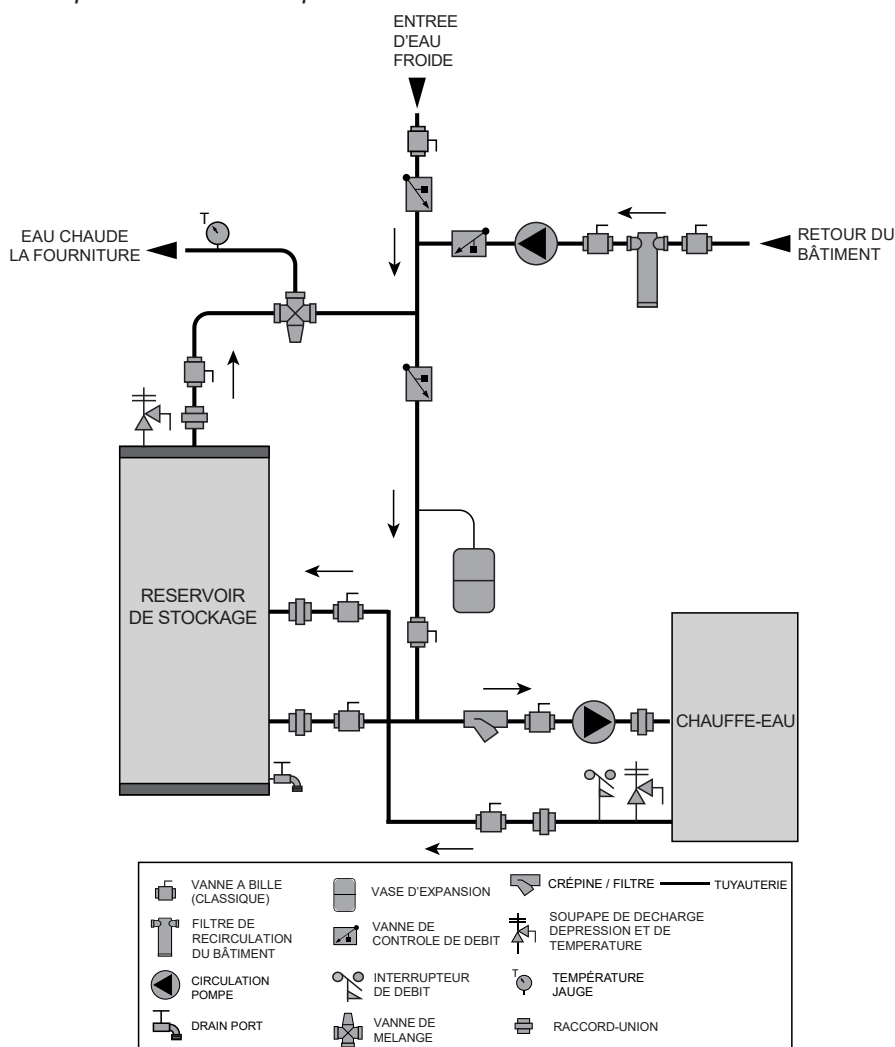 ENTREE
D'EAU
FROIDE
T
EAU CHAUDE
LA FOURNITURE
RETOUR DU
BÂTIMENT
RESERVOIR
DE STOCKAGE
CHAUFFE-EAU
VANNE A BILLE
(CLASSIQUE)
FILTRE DE
RECIRCULATION
DU BÂTIMENT
CIRCULATION
POMPE
DRAIN PORT
VASE D'EXPANSION
VANNE DE
CONTROLE DE DEBIT
INTERRUPTEUR
DE DEBIT
VANNE DE
MELANGE
CRÉPINE / FILTRE
TUYAUTERIE
SOUPAPE DE DECHARGE
DEPRESSION ET DE
TEMPERATURE
T
TEMPÉRATURE
JAUGE
RACCORD-UNION